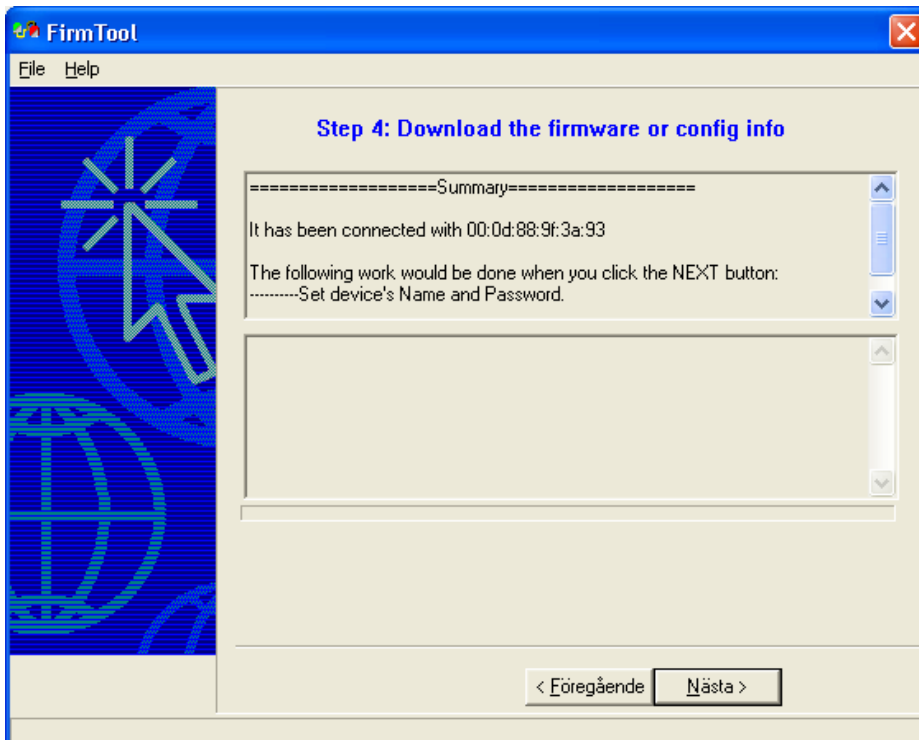 FirmTool
File Help
Step 4: Download the firmware or config info
===================Summary===================
It has been connected with 00:0d:88:9f:3a:93
The following work would be done when you click the NEXT button:
---------Set device's Name and Password.
< Föregående Nästa >